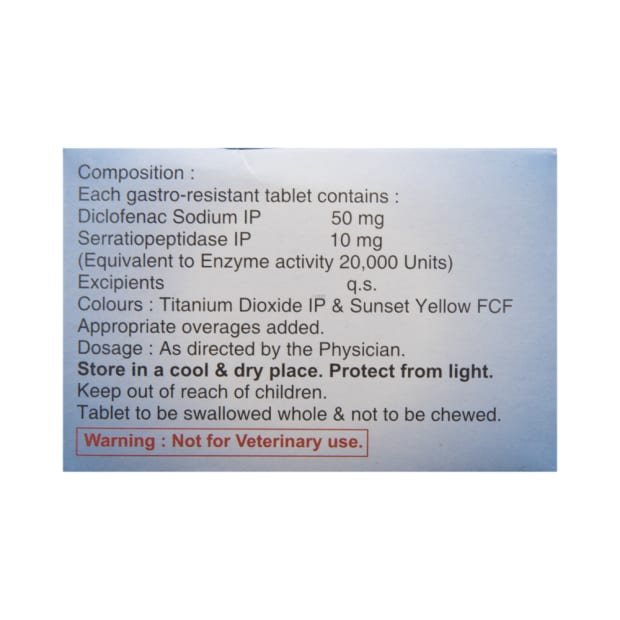 Composition :
Each gastro-resistant tablet contains :
Diclofenac Sodium IP 50 mg
Serratiopeptidase IP 10 mg
(Equivalent to Enzyme activity 20,000 Units)
Excipients q.s.
Colours : Titanium Dioxide IP & Sunset Yellow FCF
Appropriate overages added.
Dosage : As directed by the Physician.
Store in a cool & dry place. Protect from light.
Keep out of reach of children.
Tablet to be swallowed whole & not to be chewed.
Warning : Not for Veterinary use.